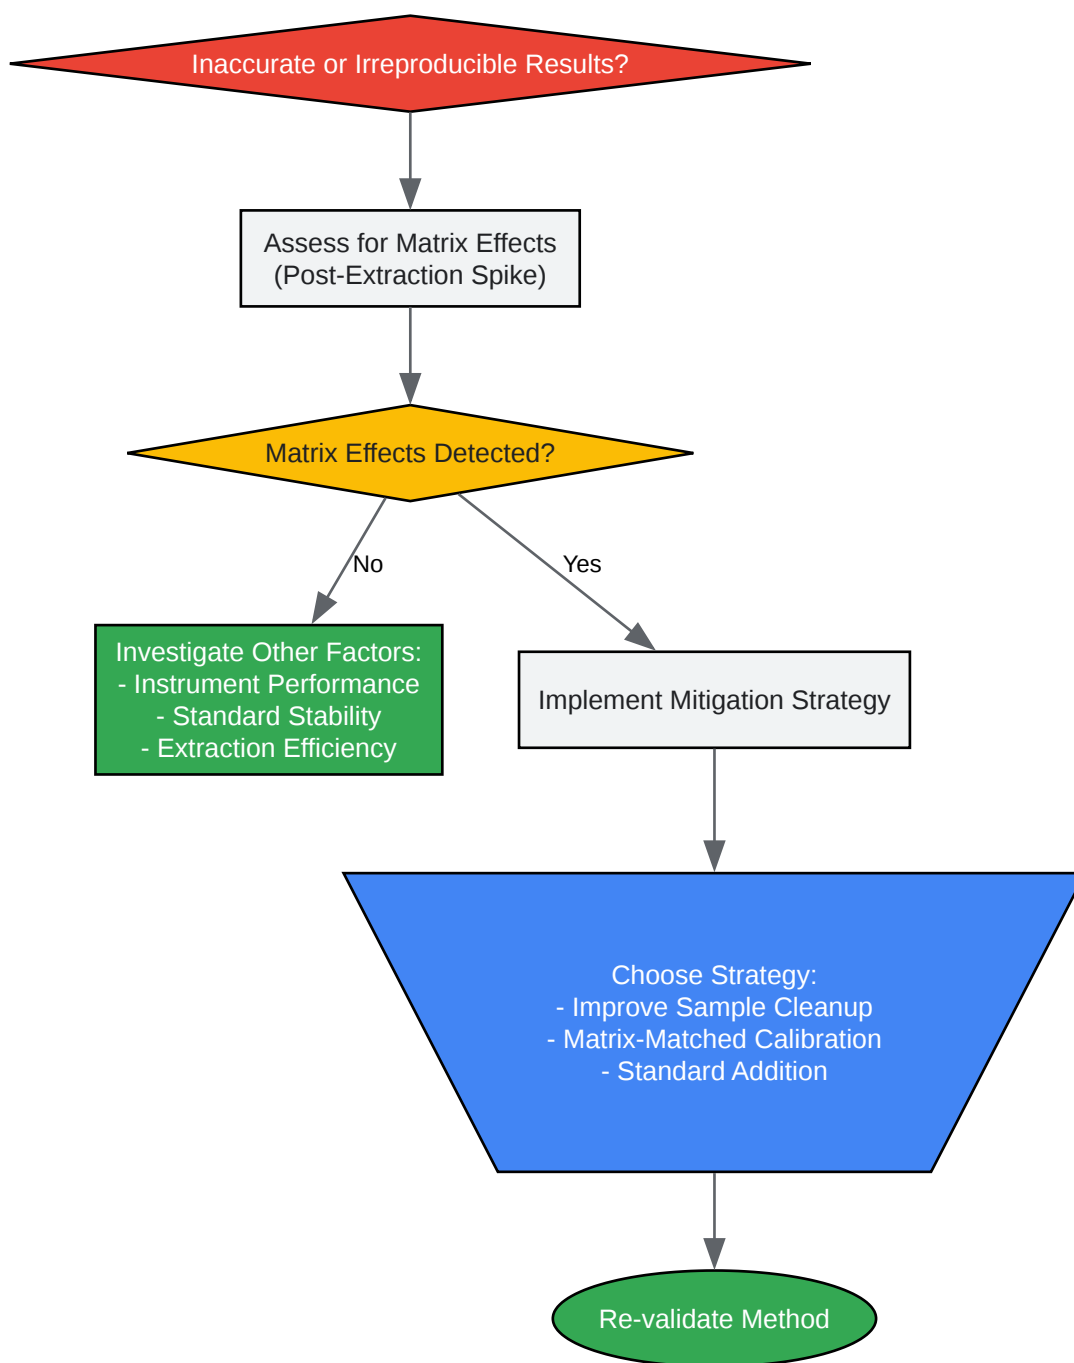 Inaccurate or Irreproducible Results?
Assess for Matrix Effects
(Post-Extraction Spike)
Matrix Effects Detected?
No
Yes
Investigate Other Factors:
- Instrument Performance
- Standard Stability
- Extraction Efficiency
Implement Mitigation Strategy
Choose Strategy:
- Improve Sample Cleanup
- Matrix-Matched Calibration
- Standard Addition
Re-validate Method